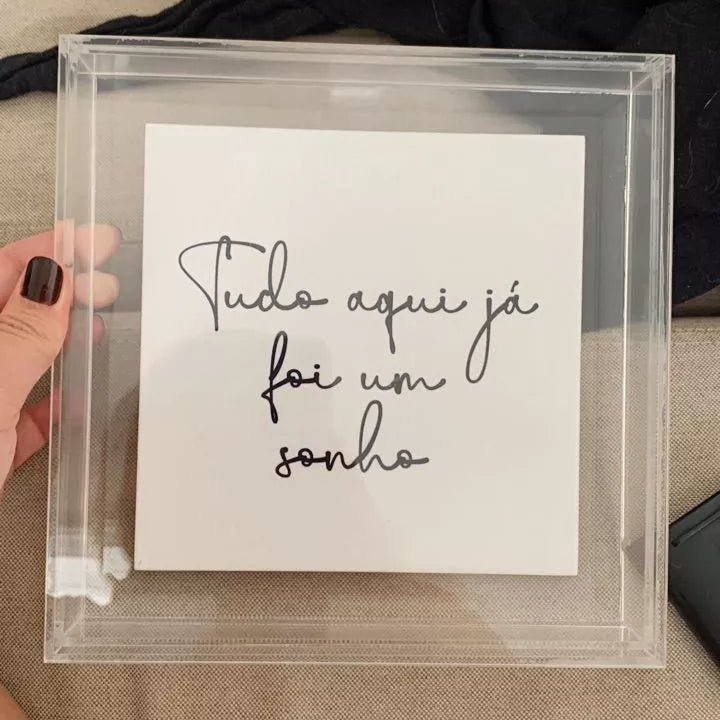 Tudo aqui já
foi um
sonho